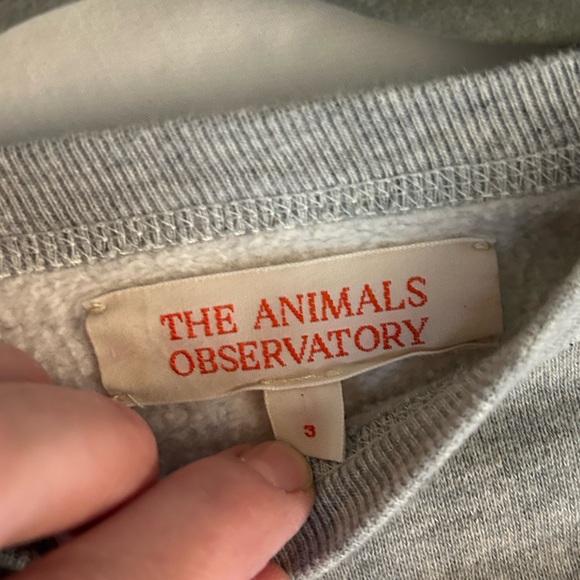 THE ANIMALS
OBSERVATORY
3